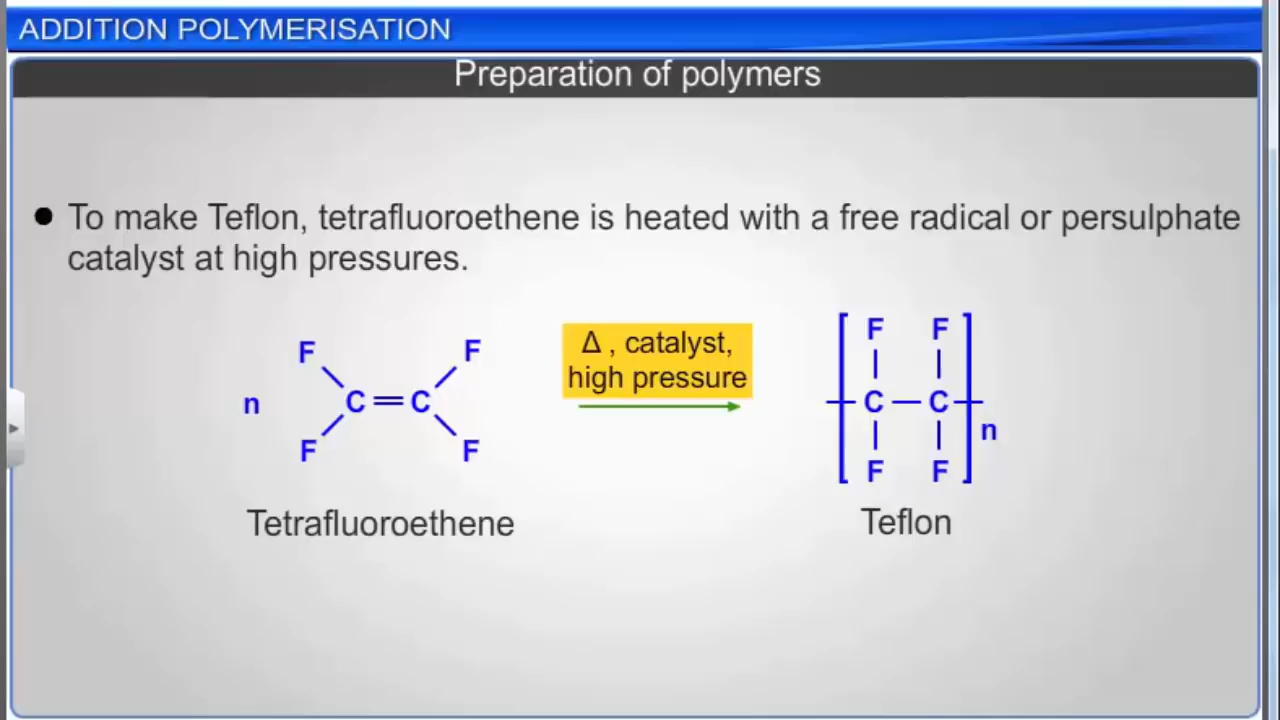 ADDITION POLYMERISATION
Preparation of polymers
● To make Teflon, tetrafluoroethene is heated with a free radical or persulphate
catalyst at high pressures.
F F
n C = C
F F
Δ , catalyst,
high pressure
F F
C — C
n
F F
Tetrafluoroethene
Teflon